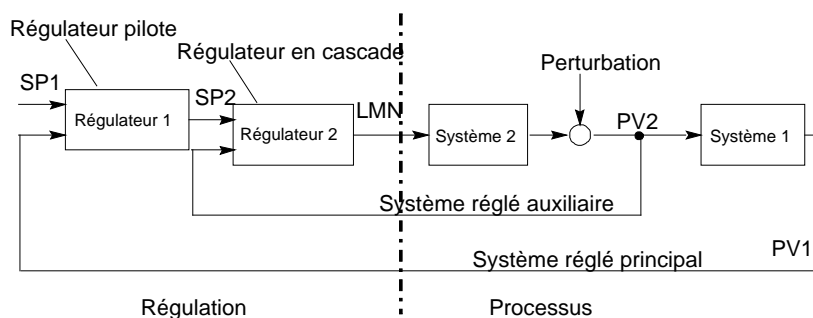 Régulateur pilote
Régulateur en cascade
Perturbation
SP1
SP2
LMN
PV2
Régulateur 1
Régulateur 2
Système 2
Système 1
Système réglé auxiliaire
Système réglé principal
PV1
Régulation
Processus